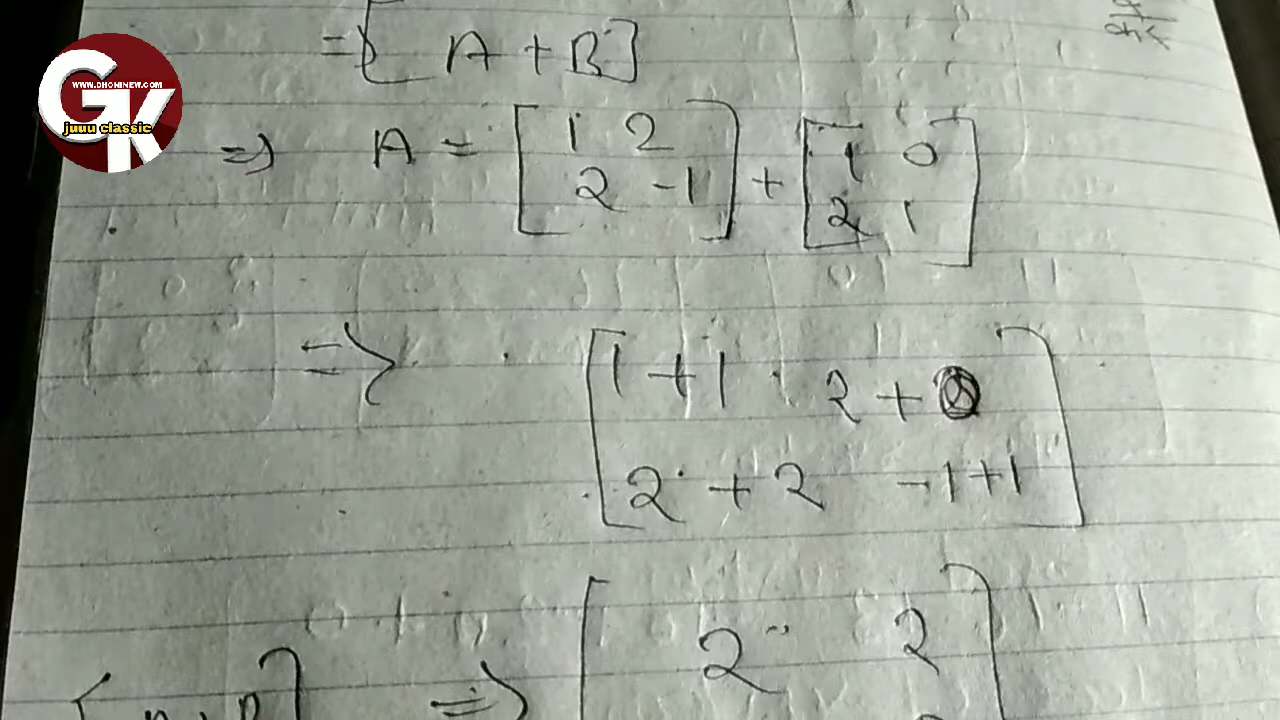 WWW.DHONINEW.COM
GK
juuu classic
=> [ A + B ]
=> A = [ 1 2 ] + [ 1 0 ]
[ 2 -1 ] [ 2 1 ]
=> [ 1 + 1 2 + 0 ]
[ 2 + 2 -1 + 1 ]
=> [ 2 2 ]